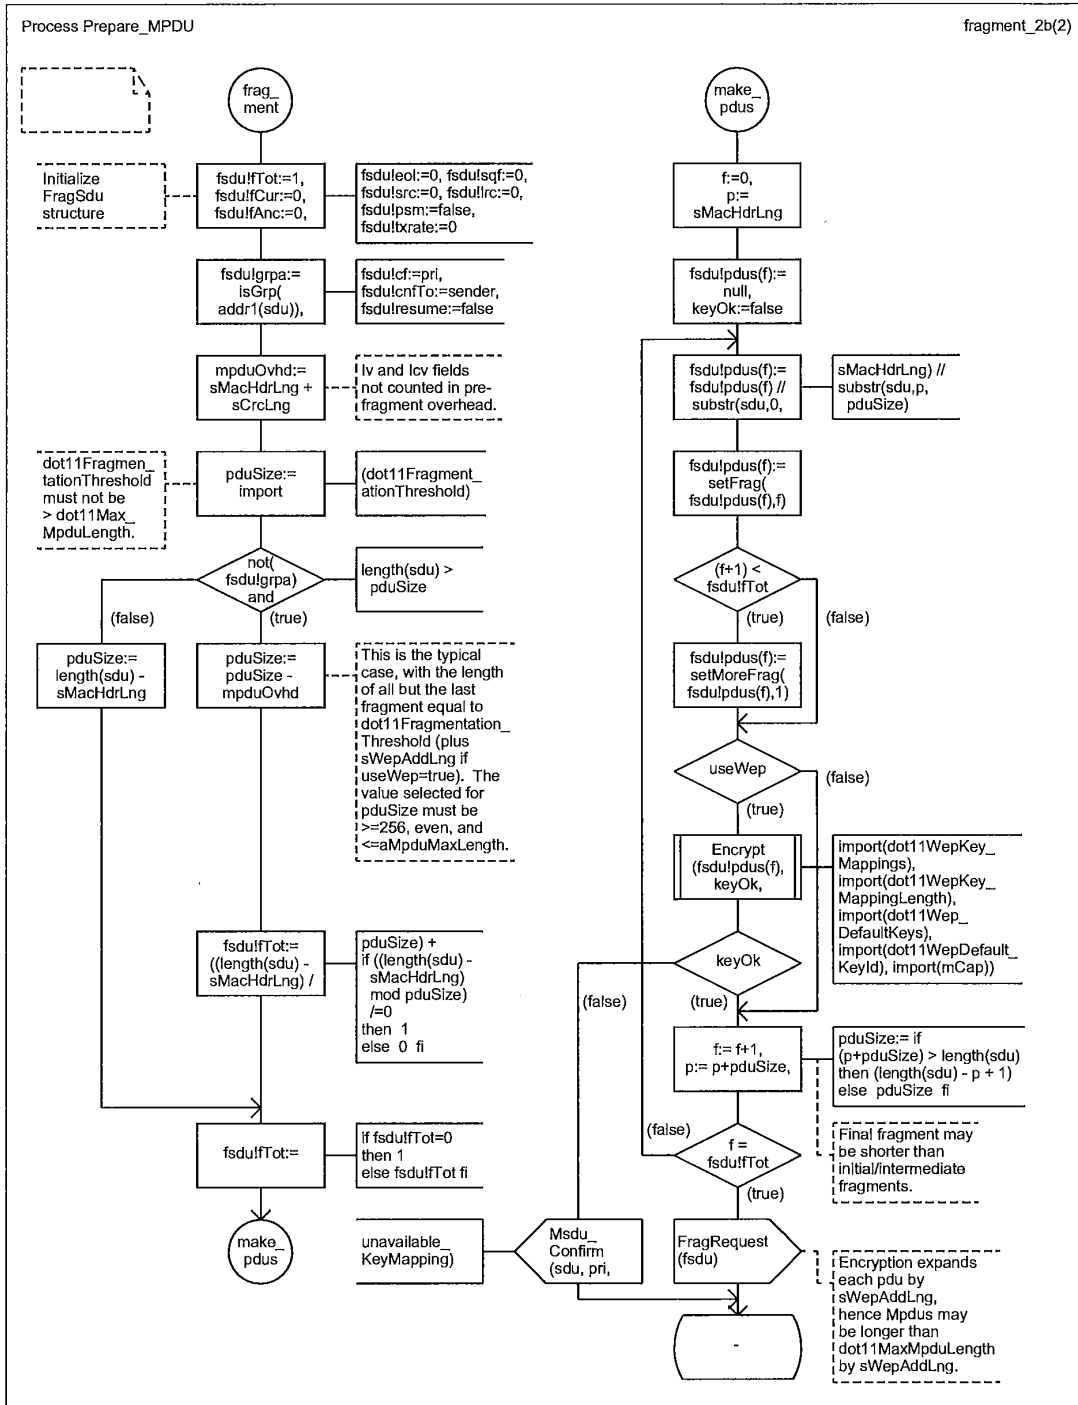 Process Prepare_MPDU
fragment_2b(2)
frag_
ment
Initialize
FragSdu
structure
fsdu!fTot:=1,
fsdu!fCur:=0,
fsdu!fAnc:=0,
fsdu!eol:=0, fsdu!sqf:=0,
fsdu!src:=0, fsdu!lrc:=0,
fsdu!psm:=false,
fsdu!txrate:=0
fsdu!grpa:=
isGrp(
addr1(sdu)),
fsdu!cf:=pri,
fsdu!cnfTo:=sender,
fsdu!resume:=false
mpduOvhd:=
sMacHdrLng +
sCrcLng
Iv and Icv fields
not counted in pre-
fragment overhead.
dot11Fragmen_
tationThreshold
must not be
> dot11Max_
MpduLength.
pduSize:=
import
(dot11Fragment_
ationThreshold)
not(
fsdu!grpa)
and
length(sdu) >
pduSize
(false)
(true)
pduSize:=
length(sdu) -
sMacHdrLng
pduSize:=
pduSize -
mpduOvhd
This is the typical
case, with the length
of all but the last
fragment equal to
dot11Fragmentation_
Threshold (plus
sWepAddLng if
useWep=true). The
value selected for
pduSize must be
>=256, even, and
<=aMpduMaxLength.
fsdu!fTot:=
((length(sdu) -
sMacHdrLng) /
pduSize) +
if ((length(sdu) -
sMacHdrLng)
mod pduSize)
/=0
then 1
else 0 fi
fsdu!fTot:=
if fsdu!fTot=0
then 1
else fsdu!fTot fi
make_
pdus
make_
pdus
f:=0,
p:=
sMacHdrLng
fsdu!pdus(f):=
null,
keyOk:=false
fsdu!pdus(f):=
fsdu!pdus(f) //
substr(sdu,0,
sMacHdrLng) //
substr(sdu,p,
pduSize)
fsdu!pdus(f):=
setFrag(
fsdu!pdus(f),f)
(f+1) <
fsdu!fTot
(true)
(false)
fsdu!pdus(f):=
setMoreFrag(
fsdu!pdus(f),1)
useWep
(false)
(true)
Encrypt
(fsdu!pdus(f),
keyOk,
import(dot11WepKey_
Mappings),
import(dot11WepKey_
MappingLength),
import(dot11Wep_
DefaultKeys),
import(dot11WepDefault_
KeyId), import(mCap))
keyOk
(false)
(true)
f:= f+1,
p:= p+pduSize,
pduSize:= if
(p+pduSize) > length(sdu)
then (length(sdu) - p + 1)
else pduSize fi
Final fragment may
be shorter than
initial/intermediate
fragments.
(false)
f =
fsdu!fTot
(true)
unavailable_
KeyMapping)
Msdu_
Confirm
(sdu, pri,
FragRequest
(fsdu)
Encryption expands
each pdu by
sWepAddLng,
hence Mpdus may
be longer than
dot11MaxMpduLength
by sWepAddLng.
-